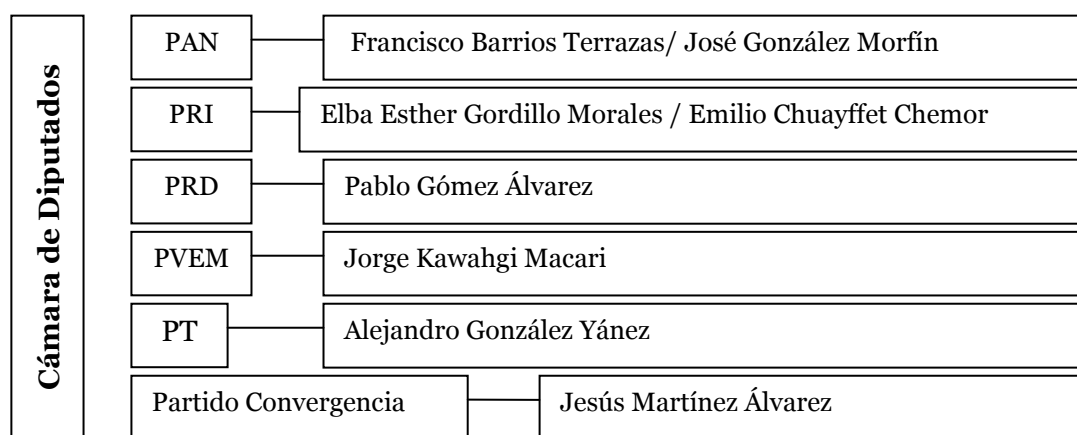 Cámara de Diputados
PAN Francisco Barrios Terrazas/ José González Morfín
PRI Elba Esther Gordillo Morales / Emilio Chuayffet Chemor
PRD Pablo Gómez Álvarez
PVEM Jorge Kawahgi Macari
PT Alejandro González Yánez
Partido Convergencia Jesús Martínez Álvarez